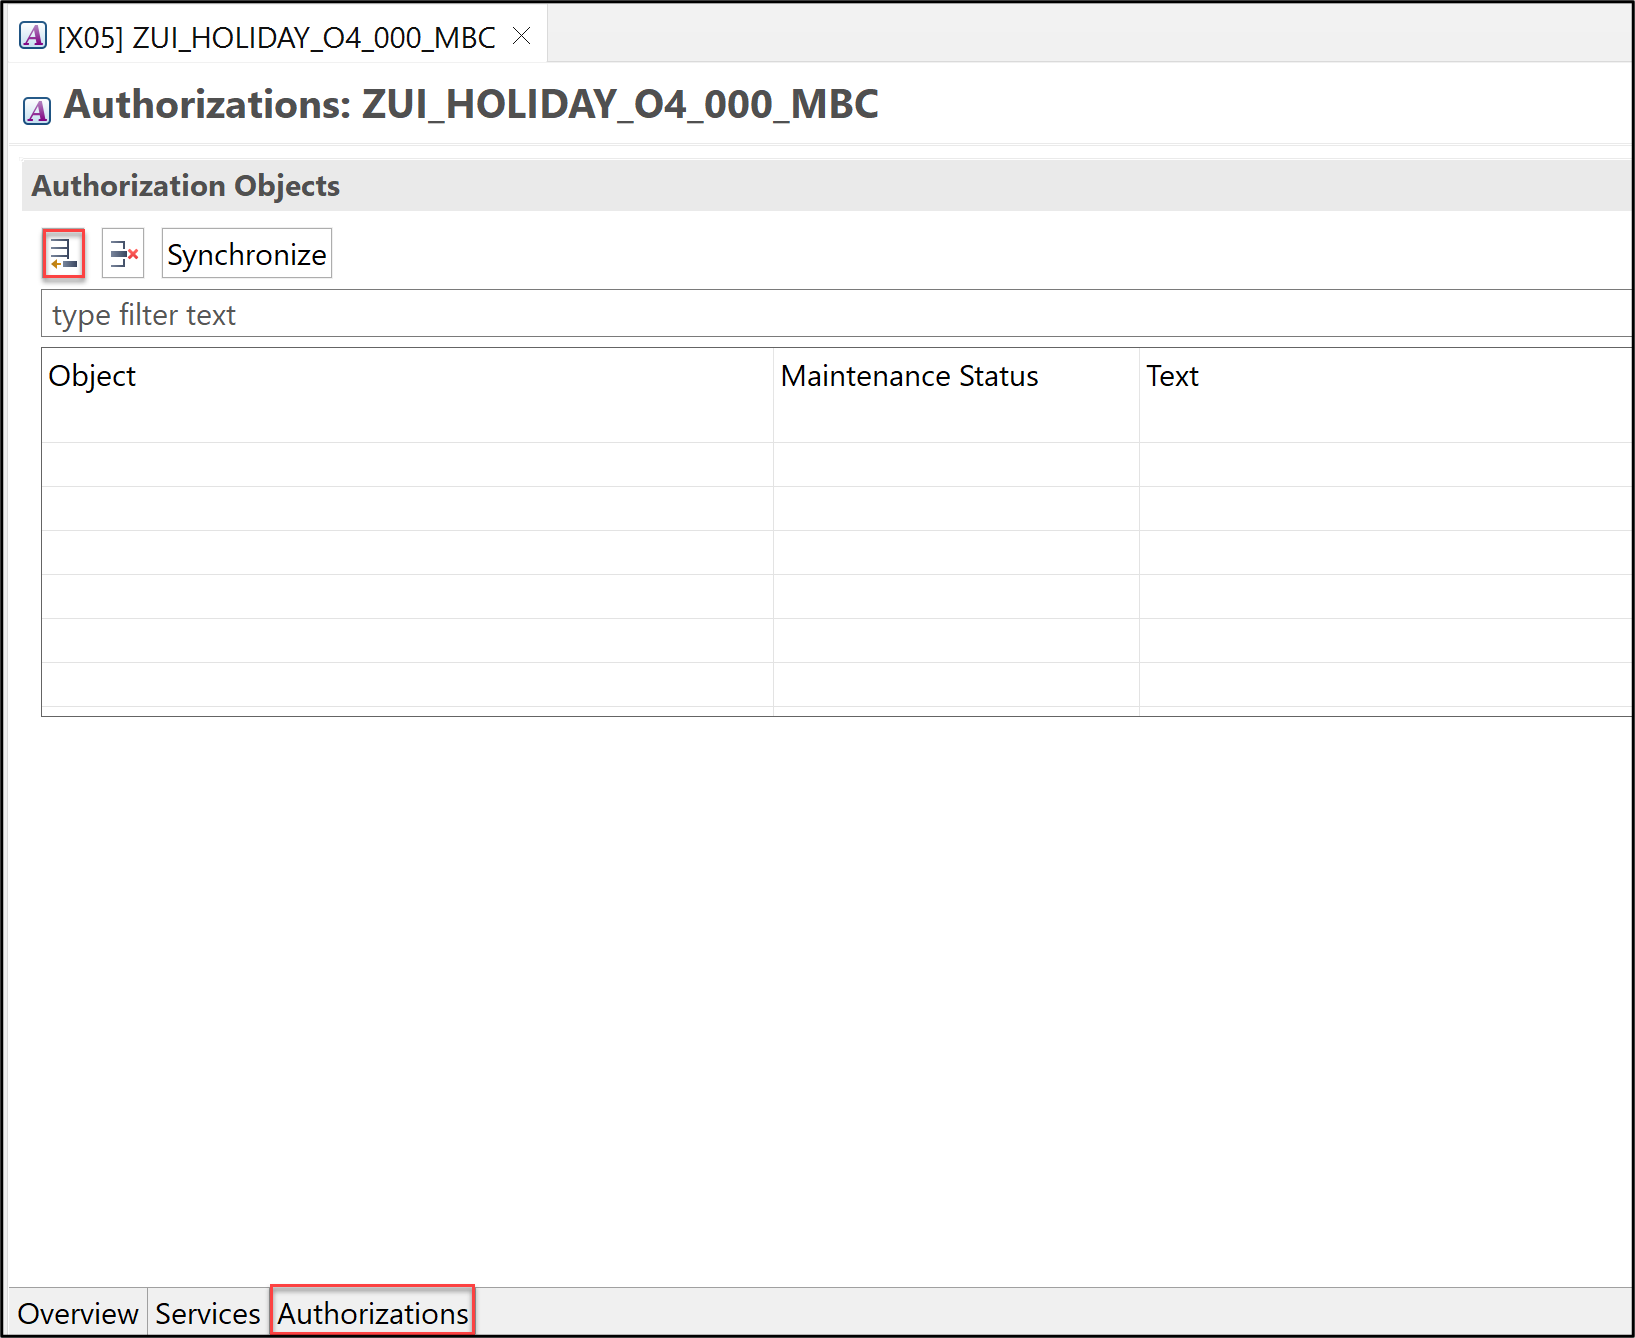 [X05] ZUI_HOLIDAY_O4_000_MBC
Authorizations: ZUI_HOLIDAY_O4_000_MBC
Authorization Objects
Synchronize
type filter text
Object Maintenance Status Text
Overview Services Authorizations